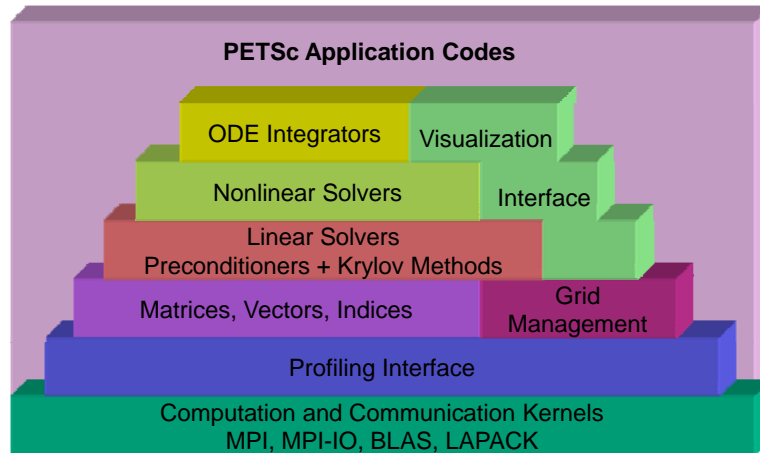 PETSc Application Codes
ODE Integrators
Visualization
Nonlinear Solvers
Interface
Linear Solvers
Preconditioners + Krylov Methods
Matrices, Vectors, Indices
Grid
Management
Profiling Interface
Computation and Communication Kernels
MPI, MPI-IO, BLAS, LAPACK